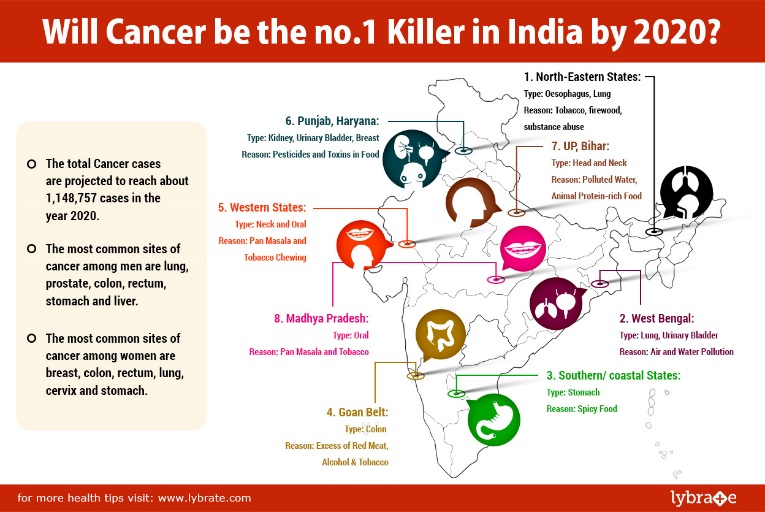 Will Cancer be the no.1 Killer in India by 2020?
The total Cancer cases
are projected to reach about
1,148,757 cases in the
year 2020.
The most common sites of
cancer among men are lung,
prostate, colon, rectum,
stomach and liver.
The most common sites of
cancer among women are
breast, colon, rectum, lung,
cervix and stomach.
1. North-Eastern States:
Type: Oesophagus, Lung
Reason: Tobacco, firewood,
substance abuse
6. Punjab, Haryana:
Type: Kidney, Urinary Bladder, Breast
Reason: Pesticides and Toxins in Food
7. UP, Bihar:
Type: Head and Neck
Reason: Polluted Water,
Animal Protein-rich Food
5. Western States:
Type: Neck and Oral
Reason: Pan Masala and
Tobacco Chewing
8. Madhya Pradesh:
Type: Oral
Reason: Pan Masala and Tobacco
2. West Bengal:
Type: Lung, Urinary Bladder
Reason: Air and Water Pollution
3. Southern/ coastal States:
Type: Stomach
Reason: Spicy Food
4. Goan Belt:
Type: Colon
Reason: Excess of Red Meat,
Alcohol & Tobacco
for more health tips visit: www.lybrate.com
lybrate